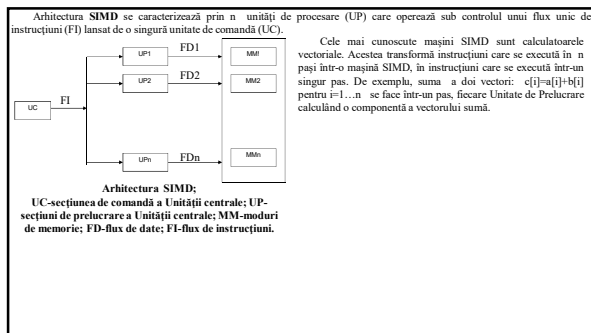 Arhitectura SIMD se caracterizează prin n unități de procesare (UP) care operează sub controlul unui flux unic de
instrucțiuni (FI) lansat de o singură unitate de comandă (UC).
UC
FI
UP1
FD1
MM1
UP2
FD2
MM2
UPn
FDn
MMn
Arhitectura SIMD;
UC-secțiunea de comandă a Unității centrale; UP-
secțiuni de prelucrare a Unității centrale; MM-moduri
de memorie; FD-flux de date; FI-flux de instrucțiuni.
Cele mai cunoscute mașini SIMD sunt calculatoarele
vectoriale. Acestea transformă instrucțiuni care se execută în n
pași într-o mașină SIMD, în instrucțiuni care se execută într-un
singur pas. De exemplu, suma a doi vectori: c[i]=a[i]+b[i]
pentru i=1…n se face într-un pas, fiecare Unitate de Prelucrare
calculând o componentă a vectorului sumă.